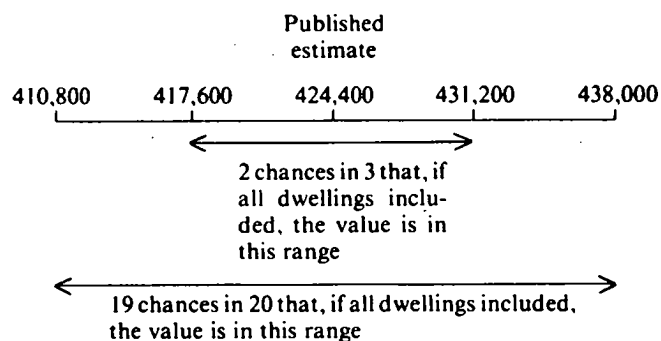 Published
estimate
410,800 417,600 424,400 431,200 438,000
2 chances in 3 that, if
all dwellings inclu-
ded, the value is in
this range
19 chances in 20 that, if all dwellings included,
the value is in this range